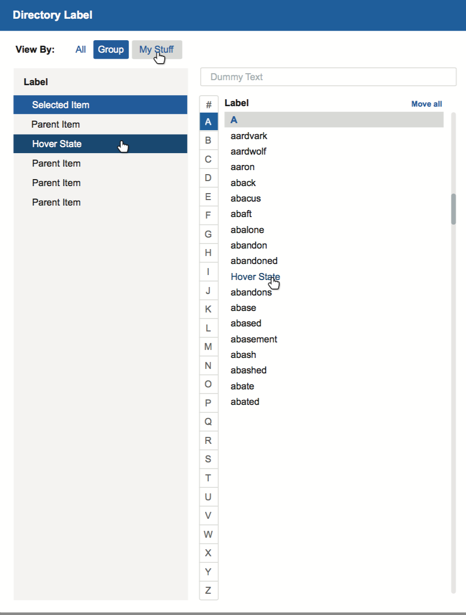 Directory Label
View By: All Group My Stuff
Label
Selected Item
Parent Item
Hover State
Parent Item
Parent Item
Parent Item
Dummy Text
#
A
B
C
D
E
F
G
H
I
J
K
L
M
N
O
P
Q
R
S
T
U
V
W
X
Y
Z
Label Move all
A
aardvark
aardwolf
aaron
aback
abacus
abaft
abalone
abandon
abandoned
Hover State
abandons
abase
abased
abasement
abash
abashed
abate
abated